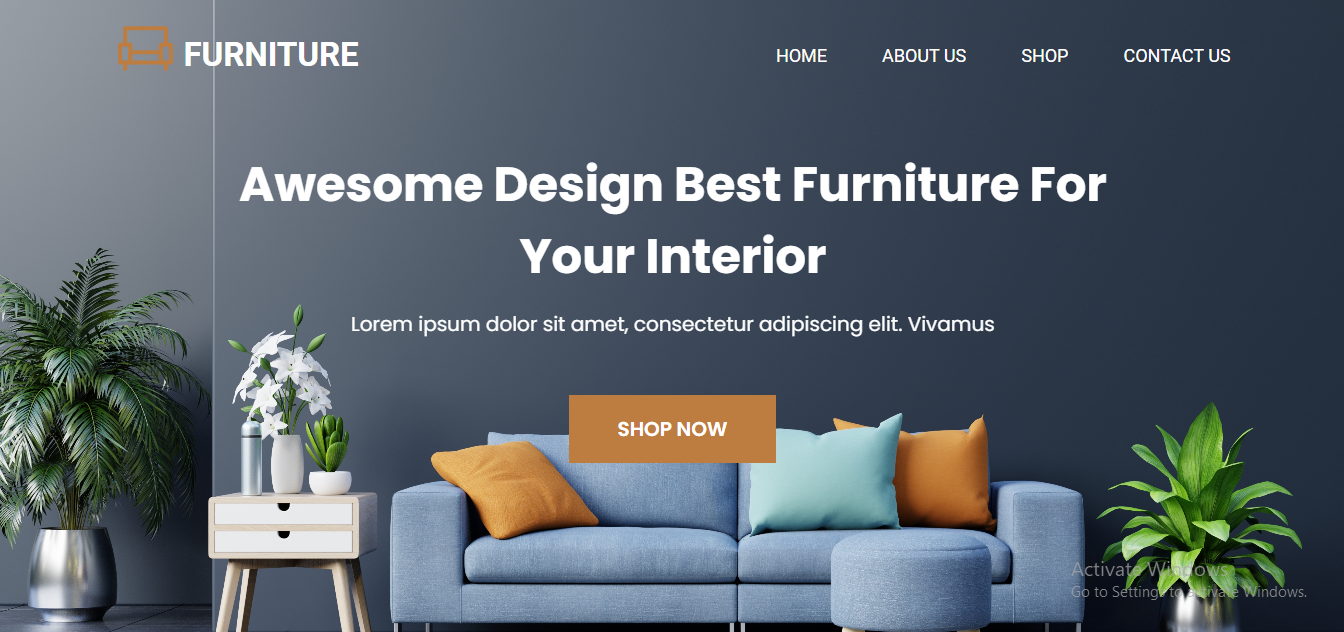 FURNITURE
HOME ABOUT US SHOP CONTACT US
Awesome Design Best Furniture For
Your Interior
Lorem ipsum dolor sit amet, consectetur adipiscing elit. Vivamus
SHOP NOW
Activate Windows
Go to Settings to activate Windows.